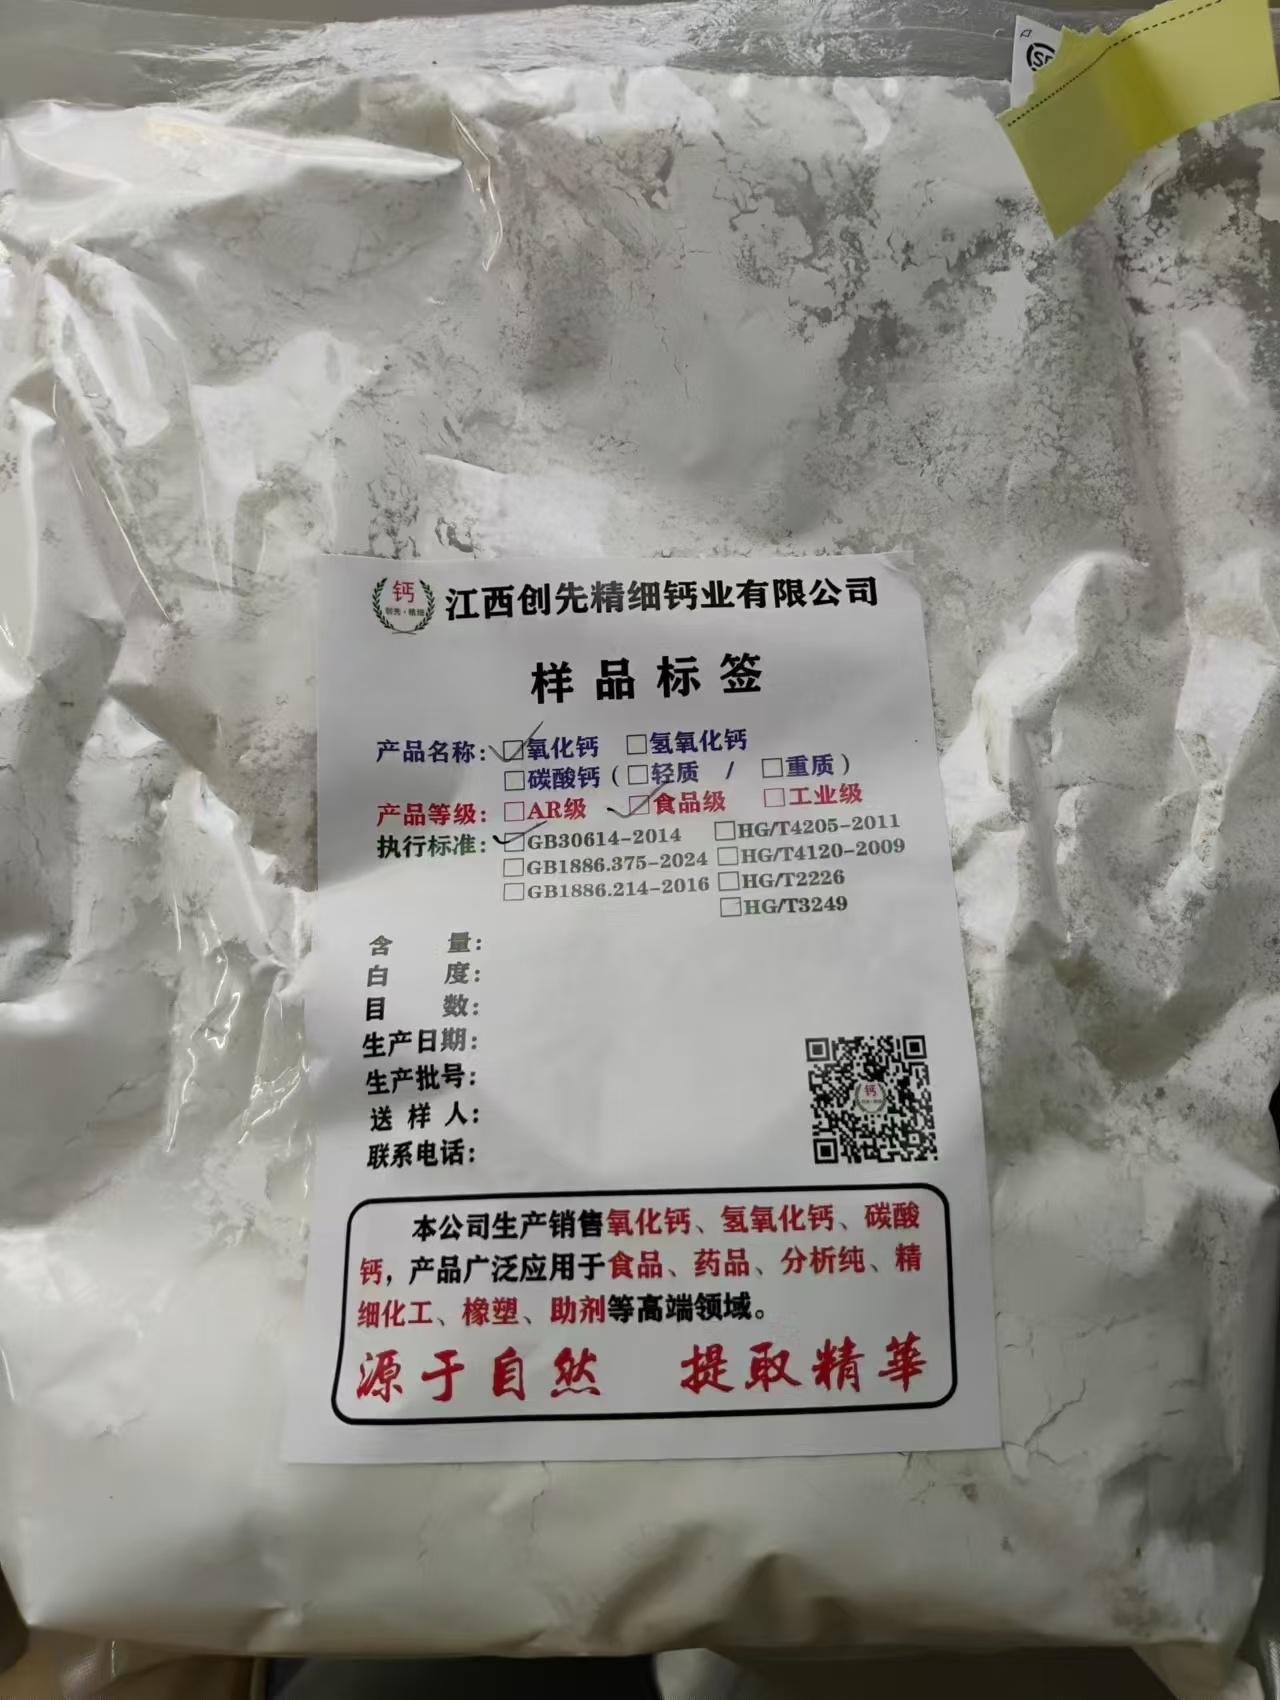 钙
创先·精细
江西创先精细钙业有限公司
样品标签
产品名称：□氧化钙 □氢氧化钙
□碳酸钙（□轻质 / □重质）
产品等级：□AR级 □食品级 □工业级
执行标准：□GB30614-2014 □HG/T4205-2011
□GB1886.375-2024 □HG/T4120-2009
□GB1886.214-2016 □HG/T2226
□HG/T3249
含量：
白度：
目数：
生产日期：
生产批号：
送样人：
联系电话：
钙
本公司生产销售氧化钙、氢氧化钙、碳酸
钙，产品广泛应用于食品、药品、分析纯、精
细化工、橡塑、助剂等高端领域。
源于自然 提取精華